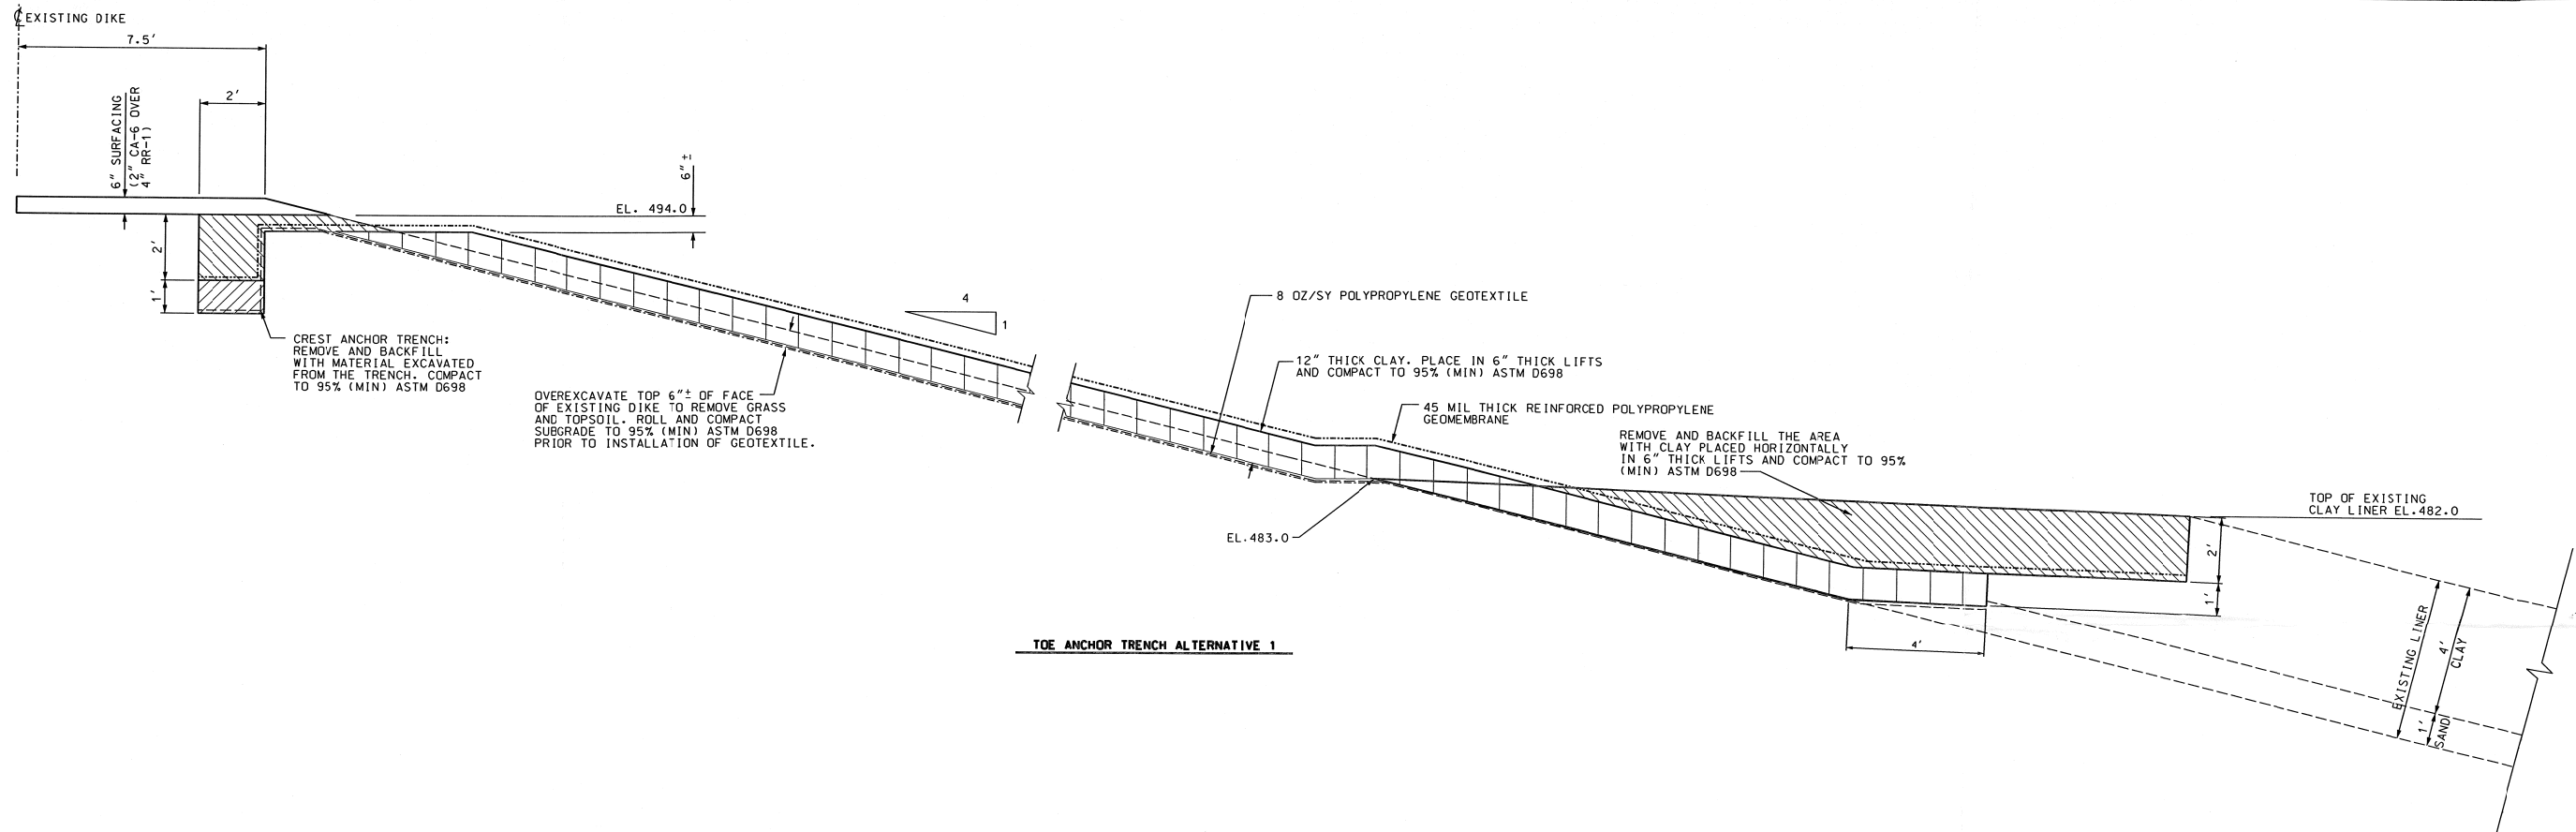 ℄ EXISTING DIKE
7.5'
2'
6" SURFACING
(2" CA-6 OVER
4" RR-1)
6" ±
EL. 494.0
2'
1'
CREST ANCHOR TRENCH:
REMOVE AND BACKFILL
WITH MATERIAL EXCAVATED
FROM THE TRENCH. COMPACT
TO 95% (MIN) ASTM D698
OVEREXCAVATE TOP 6"± OF FACE
OF EXISTING DIKE TO REMOVE GRASS
AND TOPSOIL. ROLL AND COMPACT
SUBGRADE TO 95% (MIN) ASTM D698
PRIOR TO INSTALLATION OF GEOTEXTILE.
4
1
8 OZ/SY POLYPROPYLENE GEOTEXTILE
12" THICK CLAY. PLACE IN 6" THICK LIFTS
AND COMPACT TO 95% (MIN) ASTM D698
45 MIL THICK REINFORCED POLYPROPYLENE
GEOMEMBRANE
REMOVE AND BACKFILL THE AREA
WITH CLAY PLACED HORIZONTALLY
IN 6" THICK LIFTS AND COMPACT TO 95%
(MIN) ASTM D698
EL.483.0
TOP OF EXISTING
CLAY LINER EL.482.0
2'
1'
4'
EXISTING LINER
4'
CLAY
1'
SAND
TOE ANCHOR TRENCH ALTERNATIVE 1